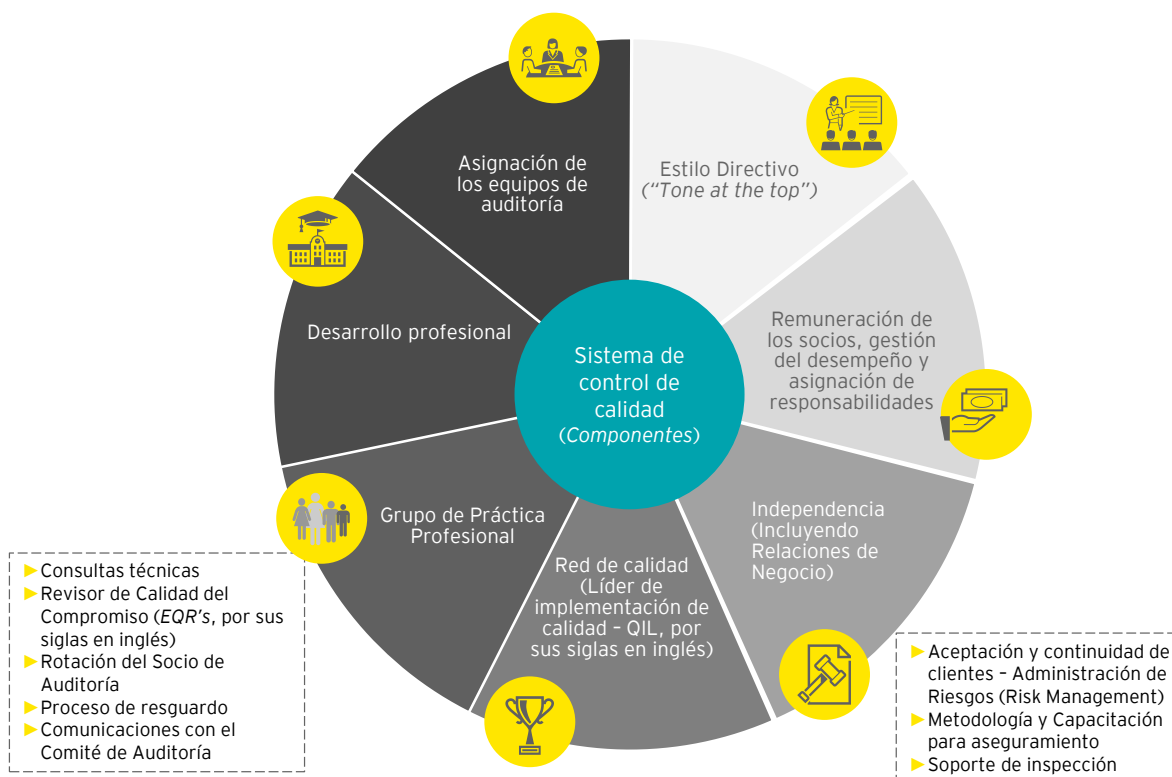 Asignación de
los equipos de
auditoría
Estilo Directivo
(“Tone at the top”)
Remuneración de
los socios, gestión
del desempeño y
asignación de
responsabilidades
Desarrollo profesional
Sistema de
control de
calidad
(Componentes)
Grupo de Práctica
Profesional
Independencia
(Incluyendo
Relaciones de
Negocio)
Red de calidad
(Líder de
implementación de
calidad – QIL, por
sus siglas en inglés)
► Consultas técnicas
► Revisor de Calidad del
Compromiso (EQR's, por sus
siglas en inglés)
► Rotación del Socio de
Auditoría
► Proceso de resguardo
► Comunicaciones con el
Comité de Auditoría
► Aceptación y continuidad de
clientes – Administración de
Riesgos (Risk Management)
► Metodología y Capacitación
para aseguramiento
► Soporte de inspección